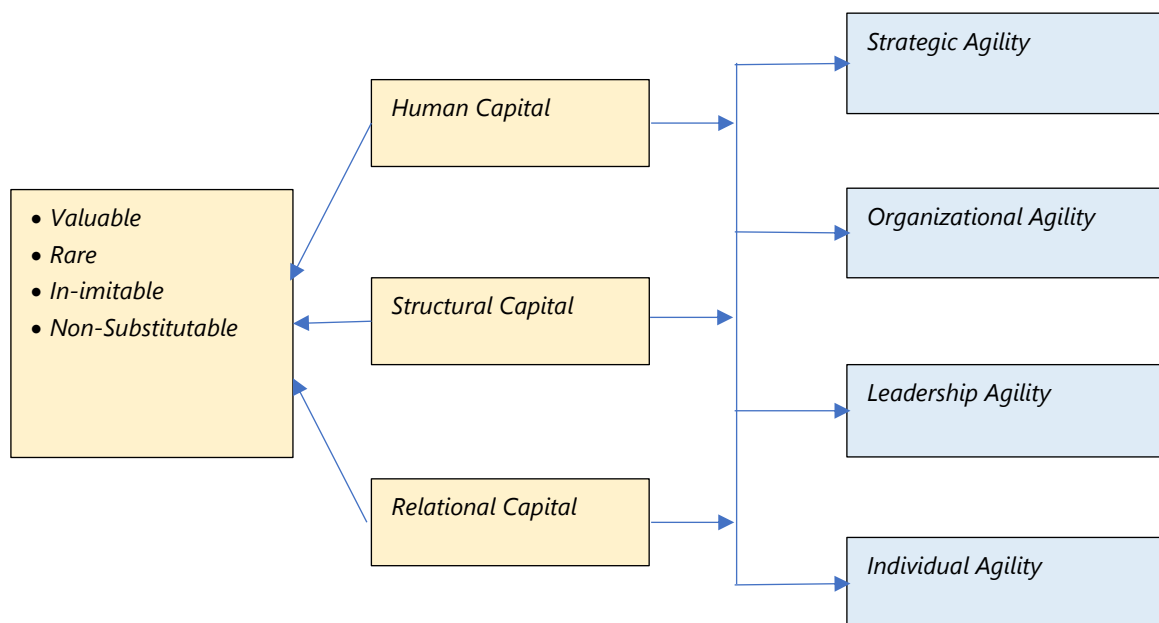 • Valuable
• Rare
• In-imitable
• Non-Substitutable
Human Capital
Structural Capital
Relational Capital
Strategic Agility
Organizational Agility
Leadership Agility
Individual Agility